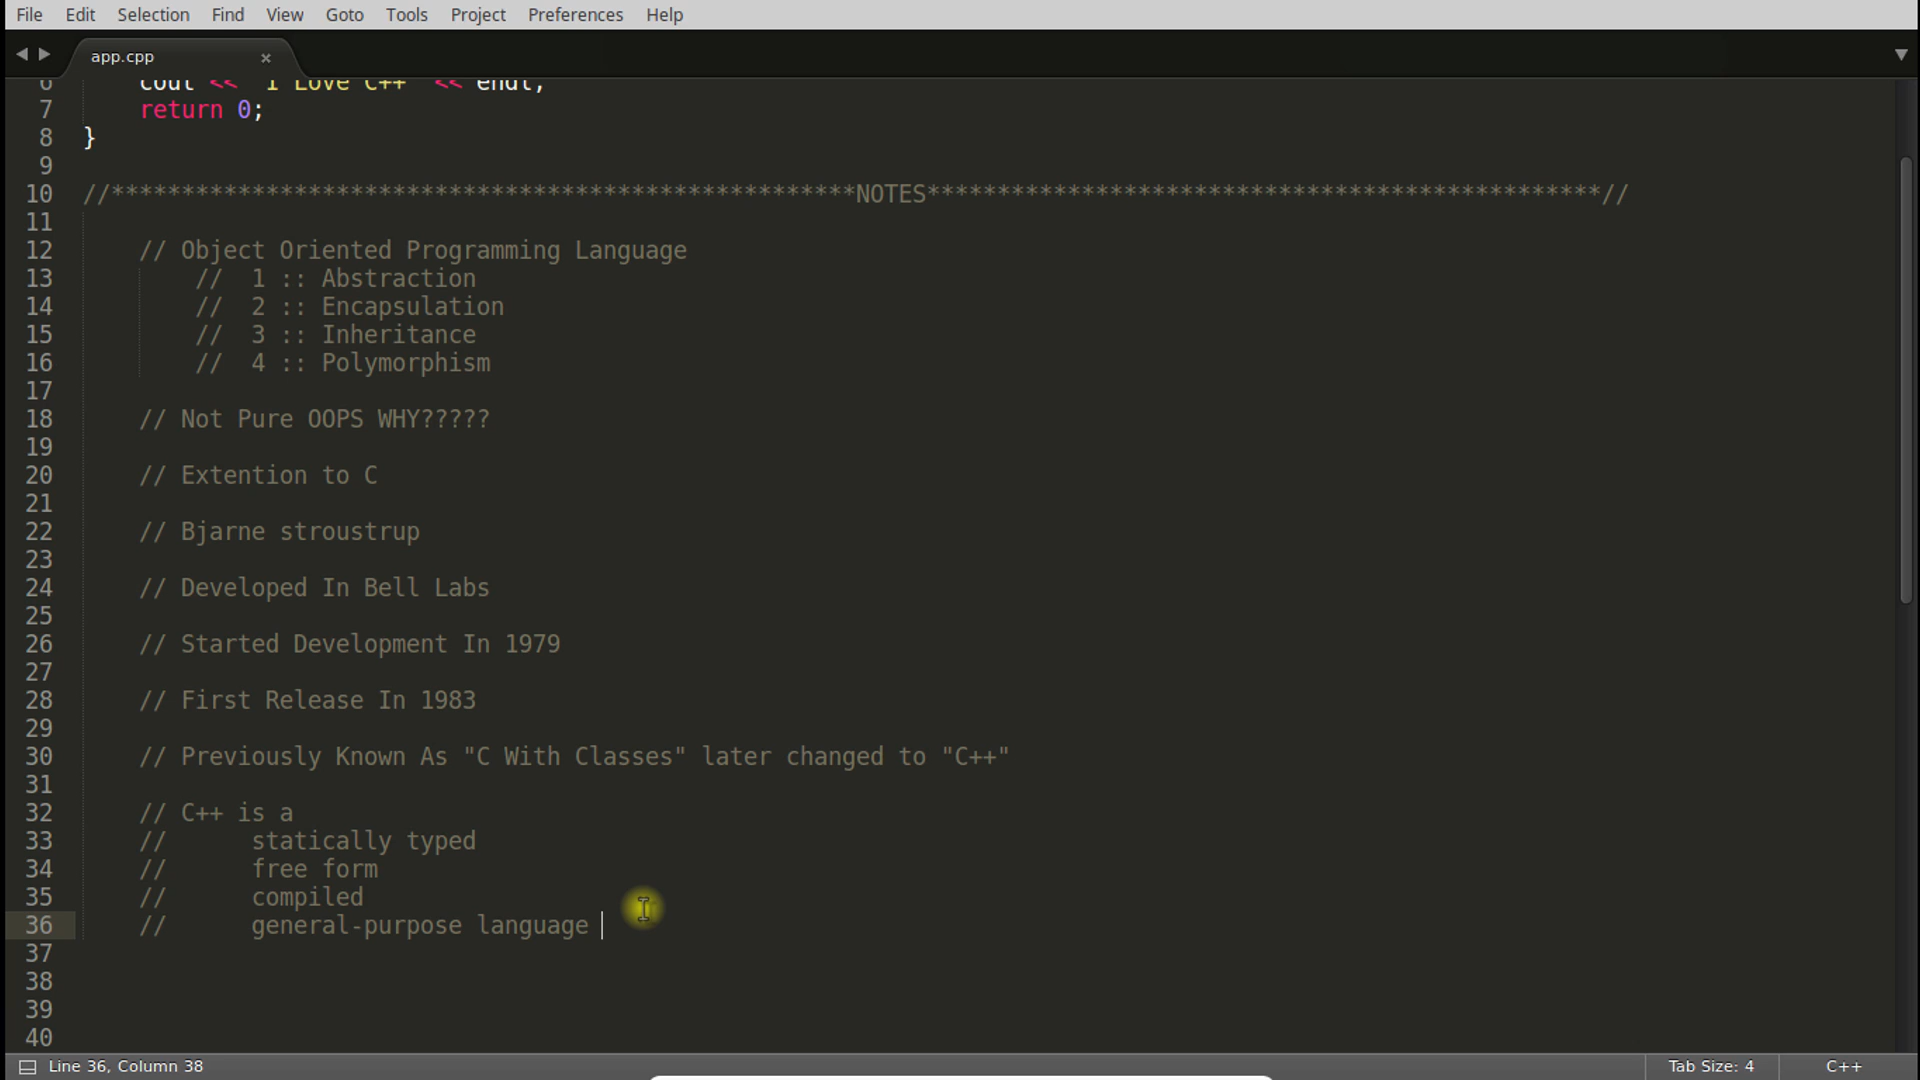 File Edit Selection Find View Goto Tools Project Preferences Help
app.cpp
6 cout << "I Love C++" << endl;
7 return 0;
8 }
9
10 //*****************************************************NOTES************************************************//
11
12 // Object Oriented Programming Language
13 // 1 :: Abstraction
14 // 2 :: Encapsulation
15 // 3 :: Inheritance
16 // 4 :: Polymorphism
17
18 // Not Pure OOPS WHY?????
19
20 // Extention to C
21
22 // Bjarne stroustrup
23
24 // Developed In Bell Labs
25
26 // Started Development In 1979
27
28 // First Release In 1983
29
30 // Previously Known As "C With Classes" later changed to "C++"
31
32 // C++ is a
33 // statically typed
34 // free form
35 // compiled
36 // general-purpose language
37
38
39
40
Line 36, Column 38
Tab Size: 4
C++